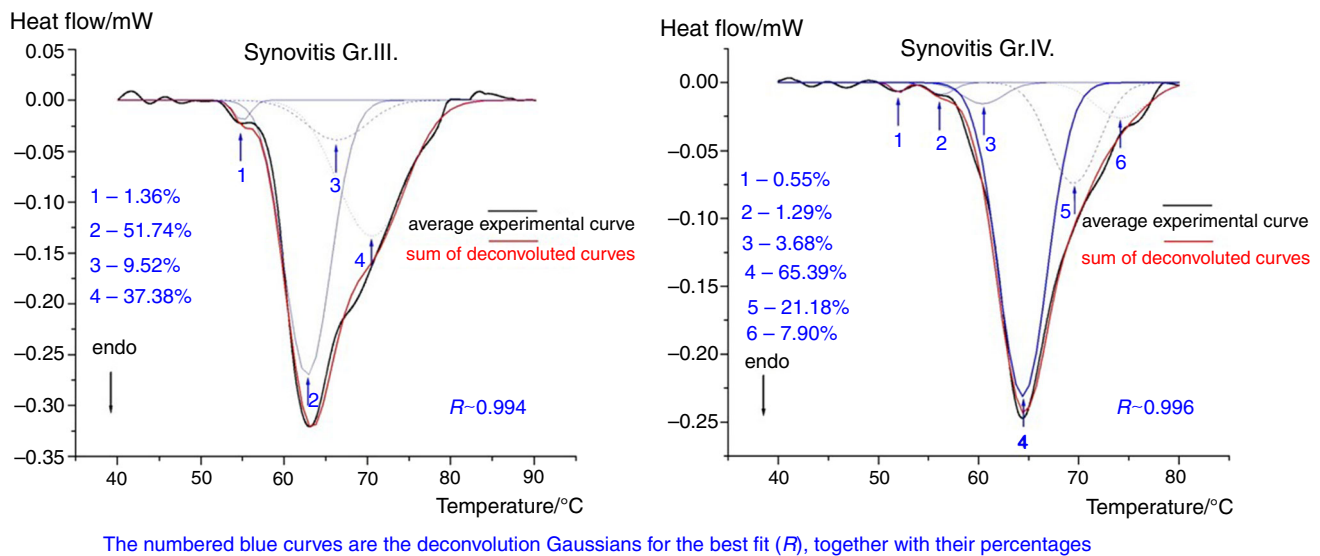 Heat flow/mW
Synovitis Gr.III.
0.05
0.00
−0.05
−0.10
−0.15
−0.20
−0.25
−0.30
−0.35
1
3
4
2
1 – 1.36%
2 – 51.74%
3 – 9.52%
4 – 37.38%
average experimental curve
sum of deconvoluted curves
endo
R~0.994
40 50 60 70 80 90
Temperature/°C
Heat flow/mW
Synovitis Gr.IV.
0.00
−0.05
−0.10
−0.15
−0.20
−0.25
1
2
3
6
5
4
1 – 0.55%
2 – 1.29%
3 – 3.68%
4 – 65.39%
5 – 21.18%
6 – 7.90%
average experimental curve
sum of deconvoluted curves
endo
R~0.996
40 50 60 70 80
Temperature/°C
The numbered blue curves are the deconvolution Gaussians for the best fit (R), together with their percentages